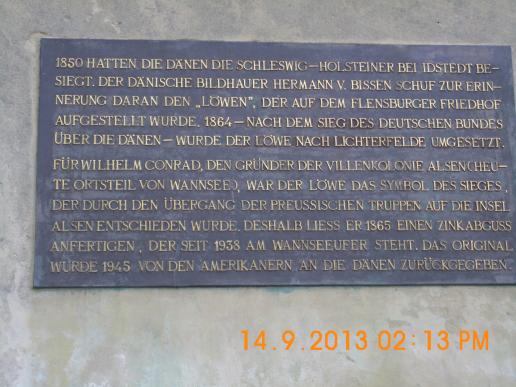 1850 HATTEN DIE DÄNEN DIE SCHLESWIG-HOLSTEINER BEI IDSTEDT BE-
SIEGT. DER DÄNISCHE BILDHAUER HERMANN V. BISSEN SCHUF ZUR ERIN-
NERUNG DARAN DEN „LÖWEN", DER AUF DEM FLENSBURGER FRIEDHOF
AUFGESTELLT WURDE. 1864-NACH DEM SIEG DES DEUTSCHEN BUNDES
ÜBER DIE DÄNEN-WURDE DER LÖWE NACH LICHTERFELDE UMGESETZT.
FÜR WILHELM CONRAD, DEN GRÜNDER DER VILLENKOLONIE ALSEN (HEU-
TE ORTSTEIL VON WANNSEE), WAR DER LÖWE DAS SYMBOL DES SIEGES,
DER DURCH DEN ÜBERGANG DER PREUSSISCHEN TRUPPEN AUF DIE INSEL
ALSEN ENTSCHIEDEN WURDE. DESHALB LIESS ER 1865 EINEN ZINKABGUSS
ANFERTIGEN, DER SEIT 1938 AM WANNSEEUFER STEHT. DAS ORIGINAL
WURDE 1945 VON DEN AMERIKANERN AN DIE DÄNEN ZURÜCKGEGEBEN.
14.9.2013 02:13 PM